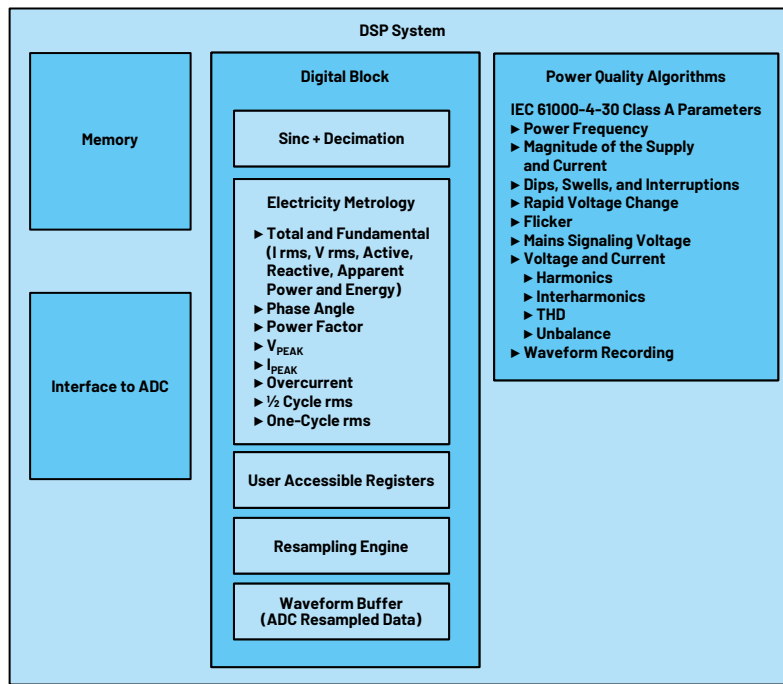 DSP System
Memory
Interface to ADC
Digital Block
Sinc + Decimation
Electricity Metrology
► Total and Fundamental
(I rms, V rms, Active,
Reactive, Apparent
Power and Energy)
► Phase Angle
► Power Factor
► VPEAK
► IPEAK
► Overcurrent
► ½ Cycle rms
► One-Cycle rms
User Accessible Registers
Resampling Engine
Waveform Buffer
(ADC Resampled Data)
Power Quality Algorithms
IEC 61000-4-30 Class A Parameters
► Power Frequency
► Magnitude of the Supply
and Current
► Dips, Swells, and Interruptions
► Rapid Voltage Change
► Flicker
► Mains Signaling Voltage
► Voltage and Current
► Harmonics
► Interharmonics
► THD
► Unbalance
► Waveform Recording